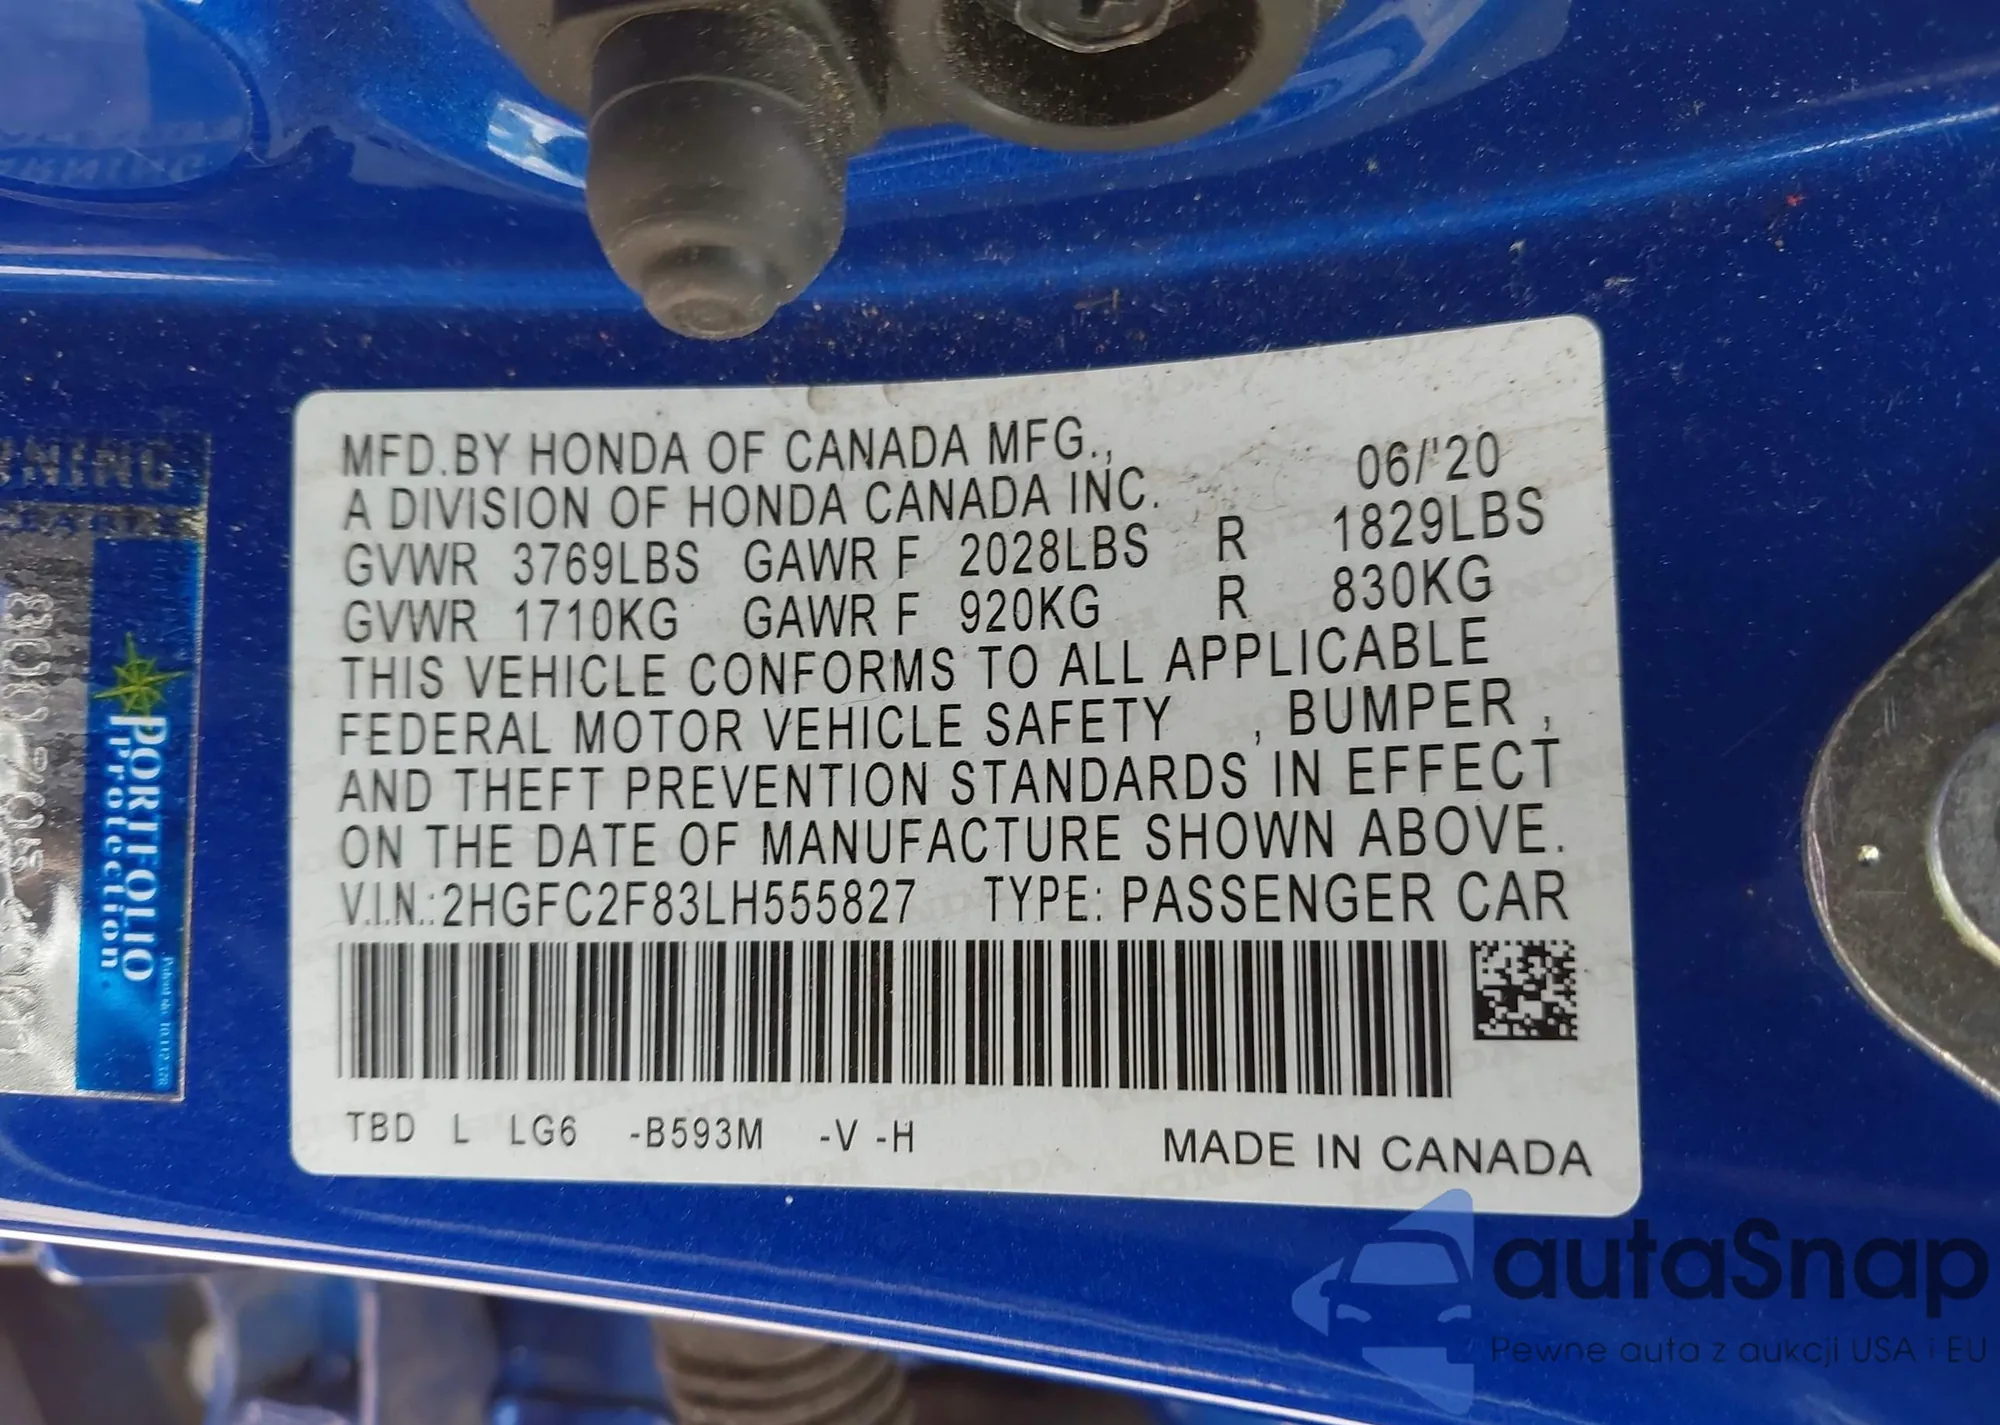 MFD.BY HONDA OF CANADA MFG.,
A DIVISION OF HONDA CANADA INC. 06/'20
GVWR 3769LBS GAWR F 2028LBS R 1829LBS
GVWR 1710KG GAWR F 920KG R 830KG
THIS VEHICLE CONFORMS TO ALL APPLICABLE
FEDERAL MOTOR VEHICLE SAFETY , BUMPER ,
AND THEFT PREVENTION STANDARDS IN EFFECT
ON THE DATE OF MANUFACTURE SHOWN ABOVE.
V.I.N.:2HGFC2F83LH555827 TYPE: PASSENGER CAR
TBD L LG6 -B593M -V -H
MADE IN CANADA
PORTFOLIO
Protection
autaSnap
Pewne auta z aukcji USA i EU